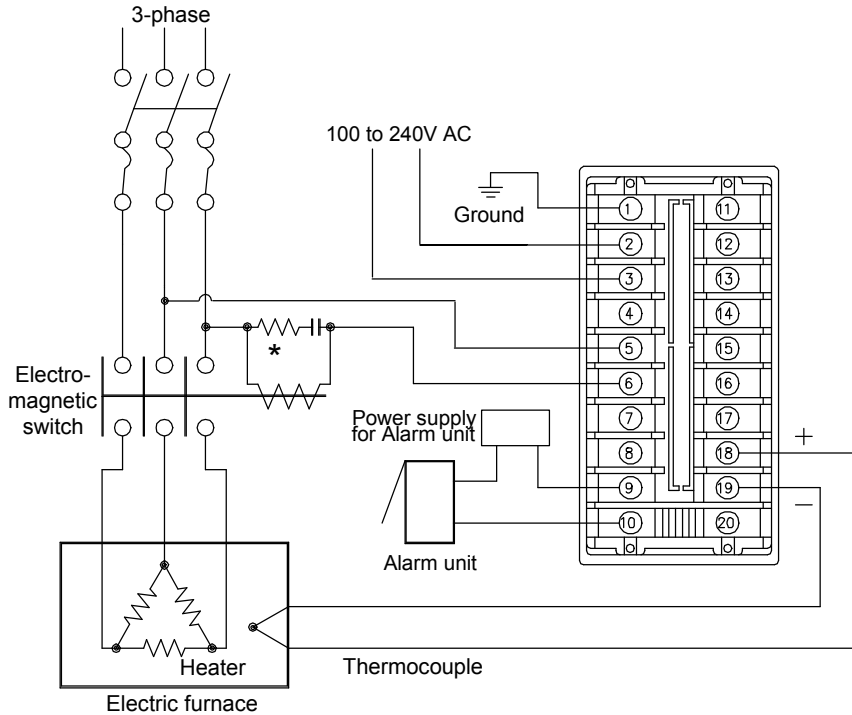 3-phase
100 to 240V AC
Ground
1
11
2
12
3
13
4
14
5
15
*
6
16
Electro-
magnetic
switch
Power supply
for Alarm unit
7
17
+
8
18
9
19
−
10
20
Alarm unit
Heater
Thermocouple
Electric furnace